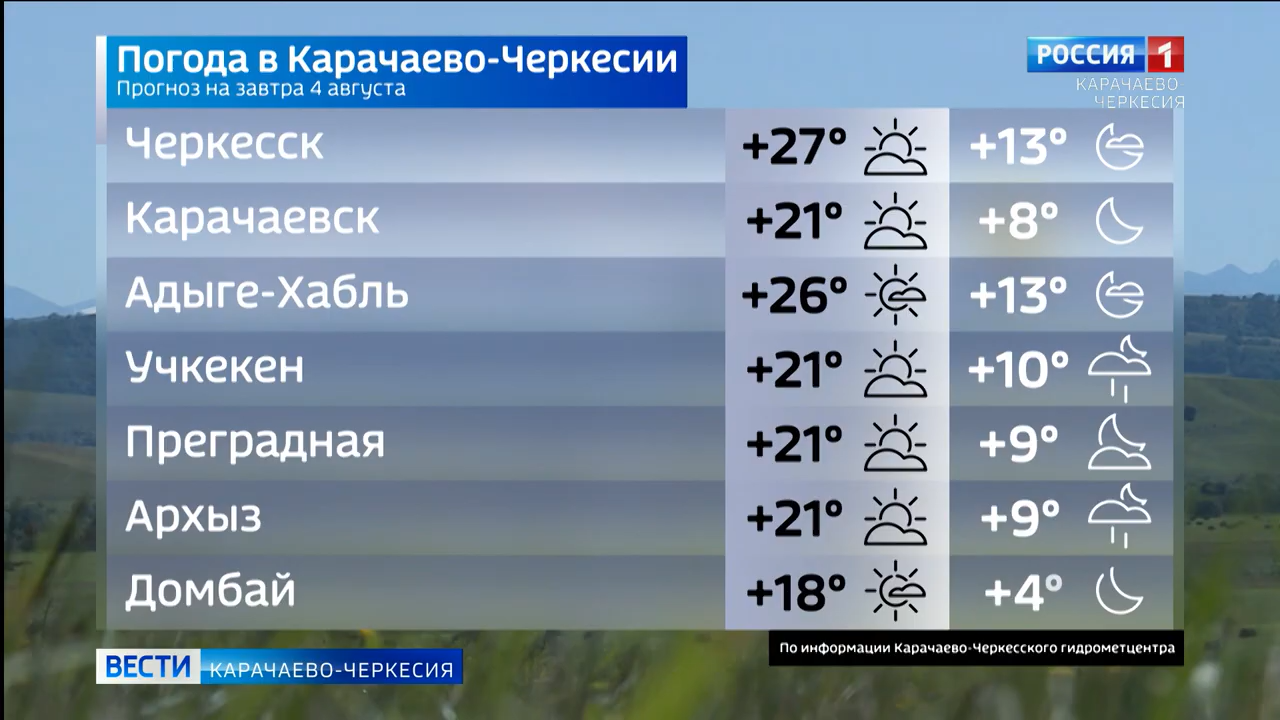 Погода в Карачаево-Черкесии
Прогноз на завтра 4 августа
РОССИЯ 1
КАРАЧАЕВО
ЧЕРКЕСИЯ
Черкесск +27° +13°
Карачаевск +21° +8°
Адыге-Хабль +26° +13°
Учкекен +21° +10°
Преградная +21° +9°
Архыз +21° +9°
Домбай +18° +4°
По информации Карачаево-Черкесского гидрометцентра
ВЕСТИ КАРАЧАЕВО-ЧЕРКЕСИЯ